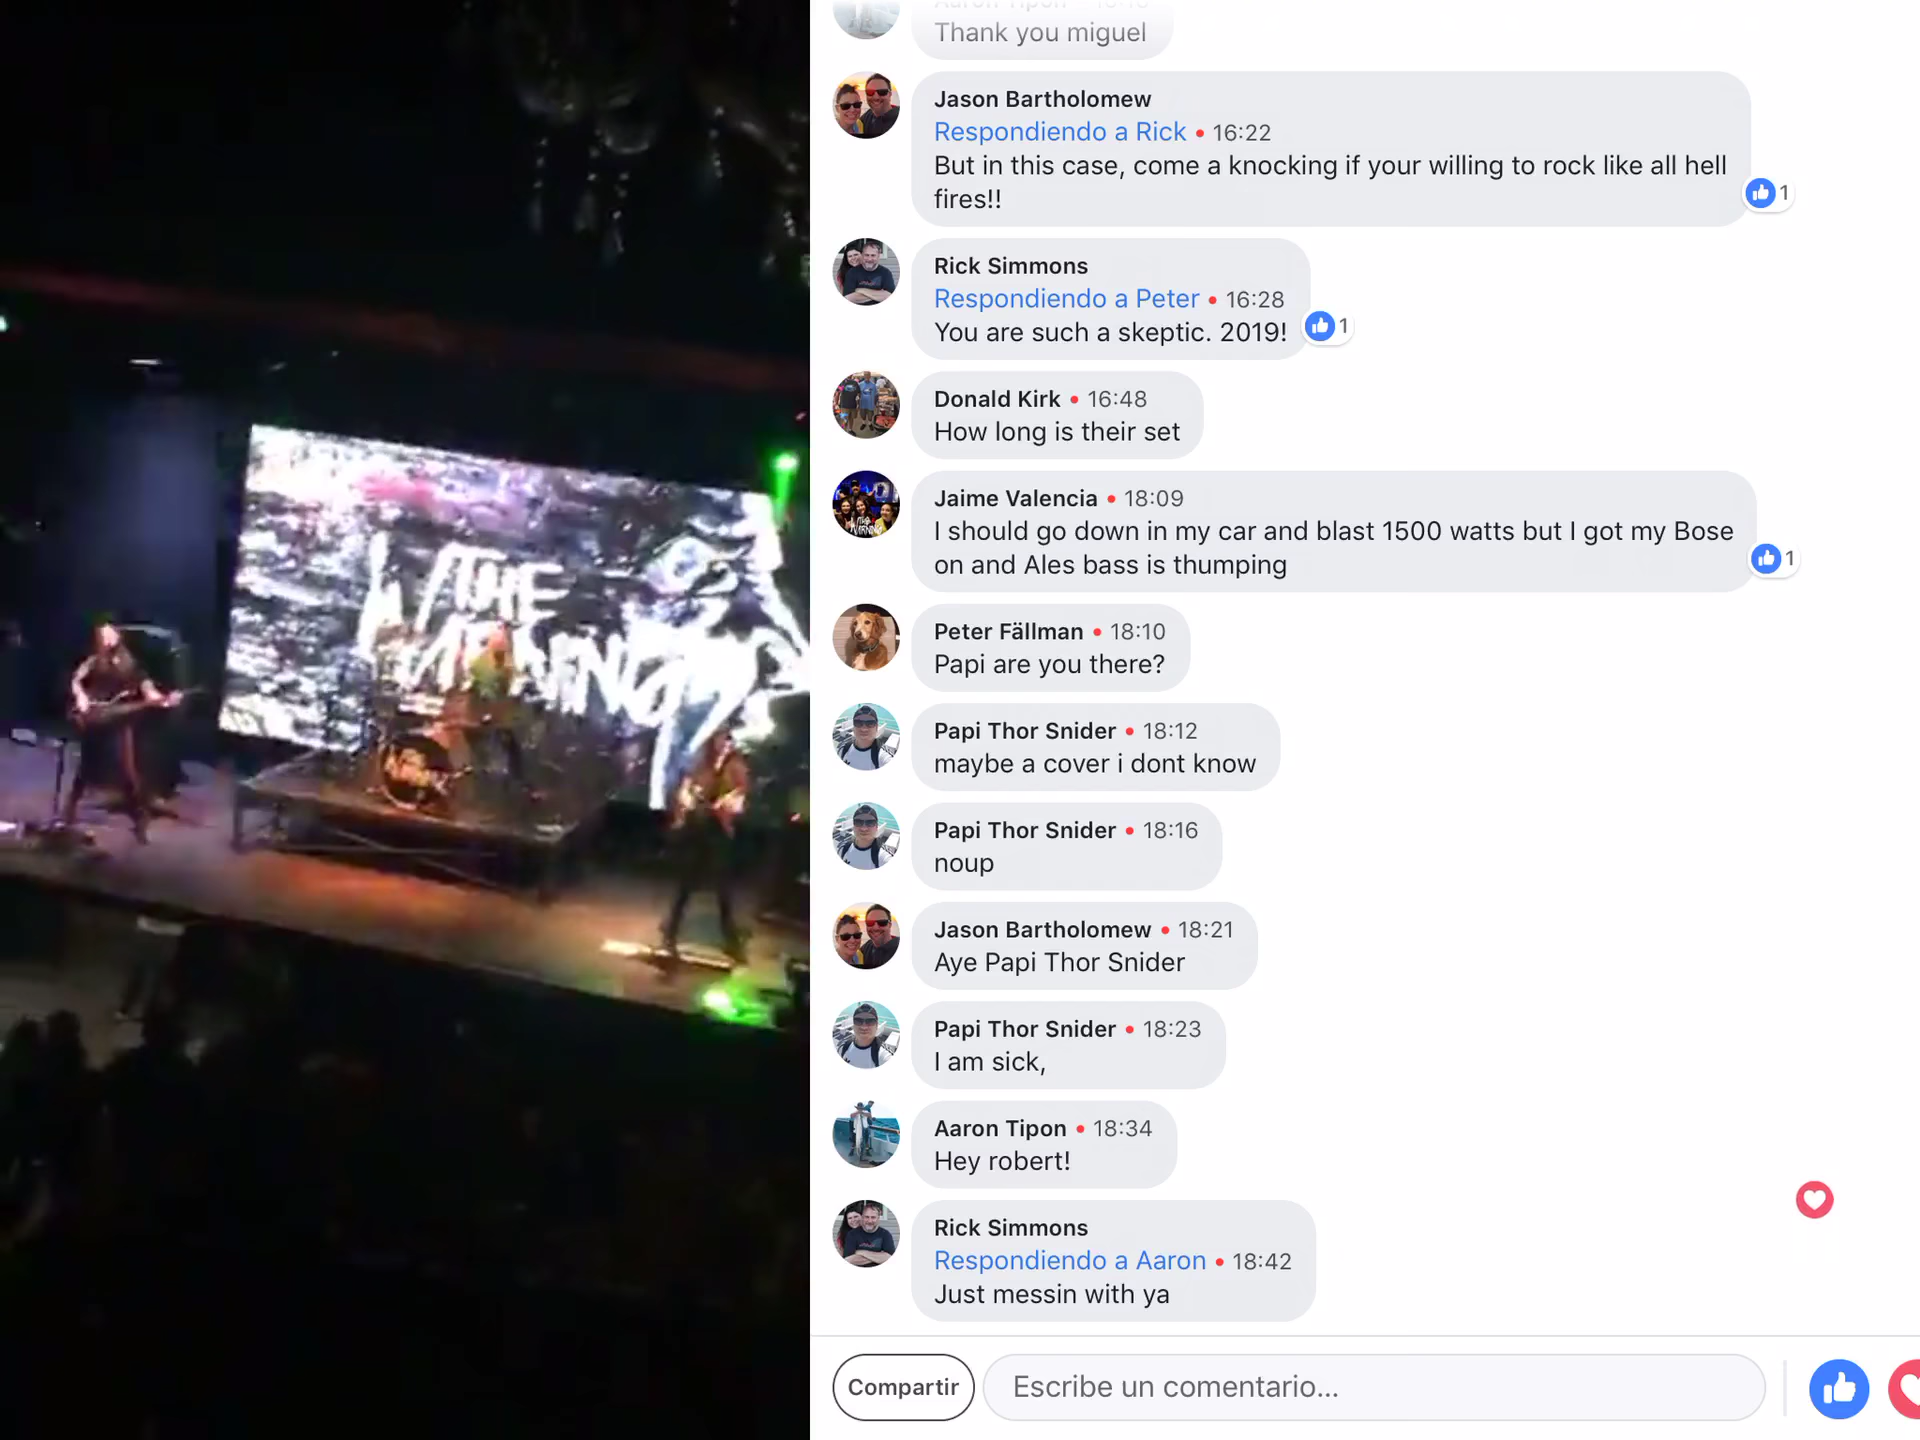 THE
WARNING
Thank you miguel
Jason Bartholomew
Respondiendo a Rick • 16:22
But in this case, come a knocking if your willing to rock like all hell
fires!!
1
Rick Simmons
Respondiendo a Peter • 16:28
You are such a skeptic. 2019!
1
Donald Kirk • 16:48
How long is their set
Jaime Valencia • 18:09
I should go down in my car and blast 1500 watts but I got my Bose
on and Ales bass is thumping
1
Peter Fällman • 18:10
Papi are you there?
Papi Thor Snider • 18:12
maybe a cover i dont know
Papi Thor Snider • 18:16
noup
Jason Bartholomew • 18:21
Aye Papi Thor Snider
Papi Thor Snider • 18:23
I am sick,
Aaron Tipon • 18:34
Hey robert!
Rick Simmons
Respondiendo a Aaron • 18:42
Just messin with ya
Compartir
Escribe un comentario...